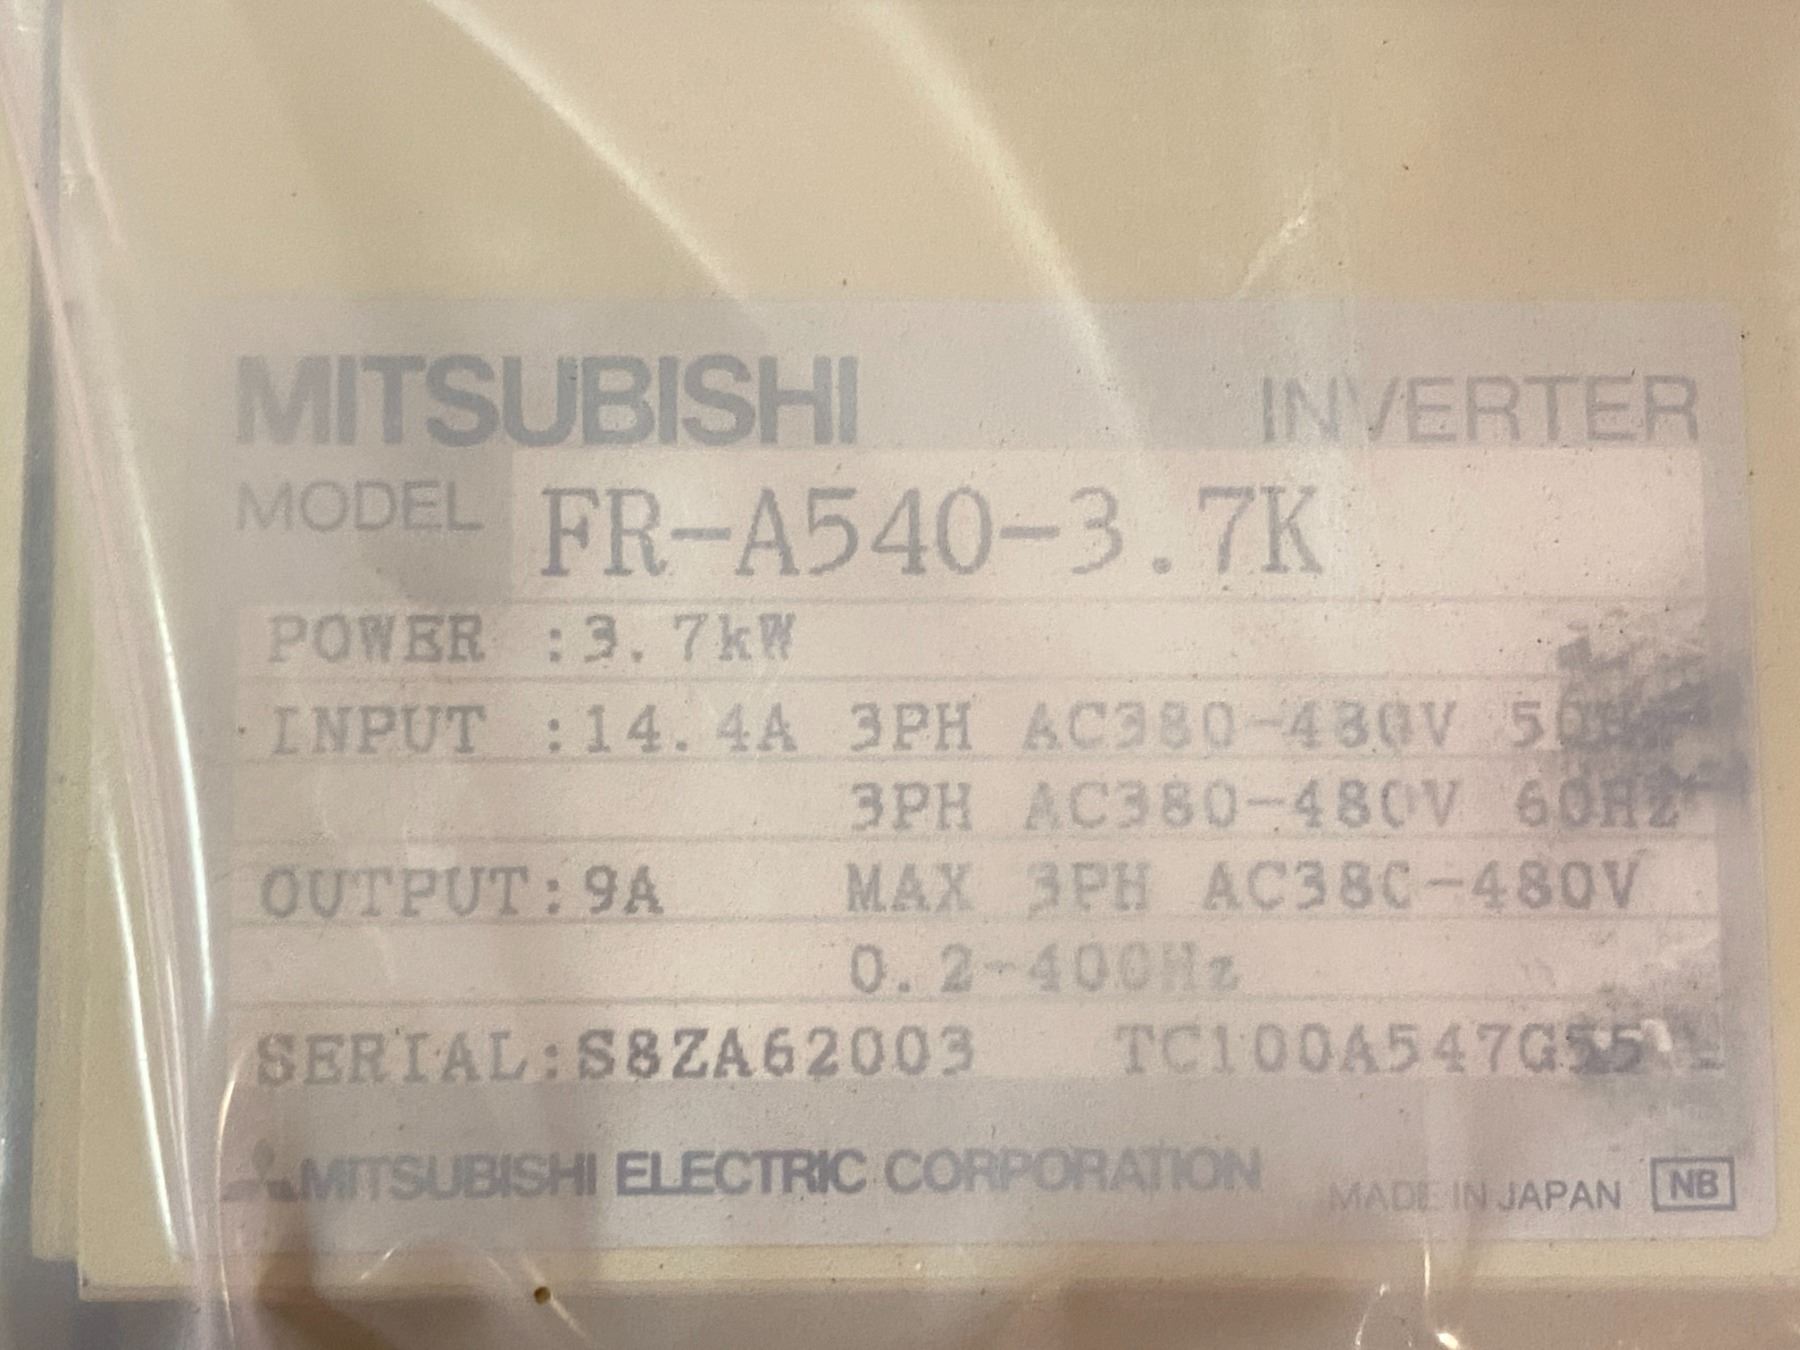 MITSUBISHI INVERTER
MODEL FR-A540-3.7K
POWER :3.7kW
INPUT :14.4A 3PH AC380-480V 50Hz
3PH AC380-480V 60Hz
OUTPUT:9A MAX 3PH AC380-480V
0.2-400Hz
SERIAL:S8ZA62003
MITSUBISHI ELECTRIC CORPORATION MADE IN JAPAN NB